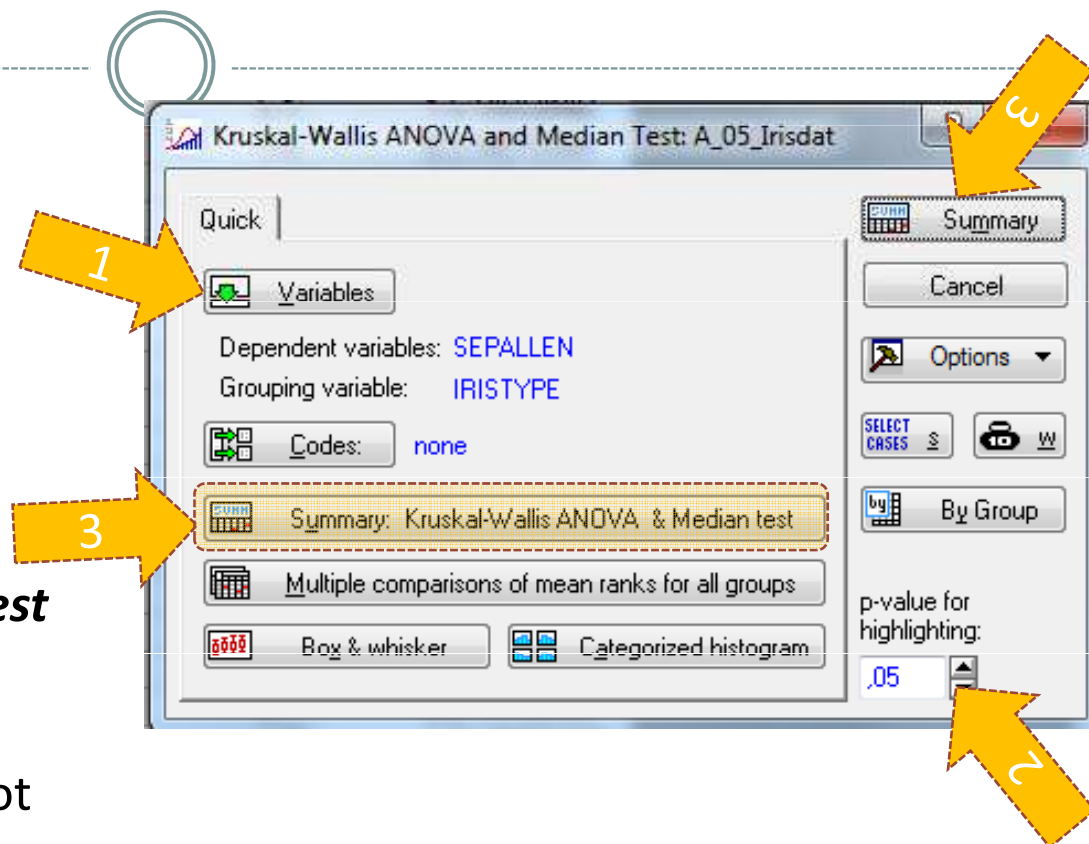 Kruskal-Wallis ANOVA and Median Test: A_05_Irisdat
3
Quick
SUMM Summary
1
Variables
Cancel
Dependent variables: SEPALLEN
Options
Grouping variable: IRISTYPE
SELECT CASES S
W
Codes: none
By Group
3
SUMM Summary: Kruskal-Wallis ANOVA & Median test
Multiple comparisons of mean ranks for all groups
est
p-value for
highlighting:
Box & whisker
Categorized histogram
,05
2
ot